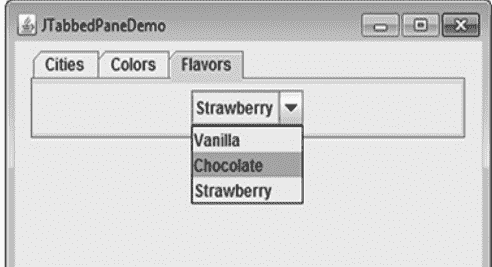 JTabbedPaneDemo
Cities Colors Flavors
Strawberry
Vanilla
Chocolate
Strawberry